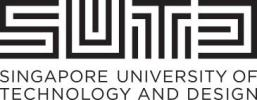 SUTD
SINGAPORE UNIVERSITY OF
TECHNOLOGY AND DESIGN